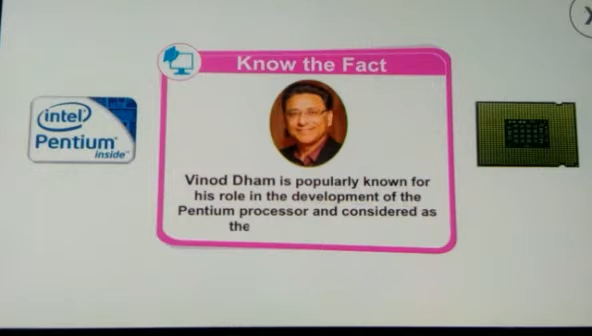 Know the Fact
intel
Pentium
inside
Vinod Dham is popularly known for
his role in the development of the
Pentium processor and considered as
the